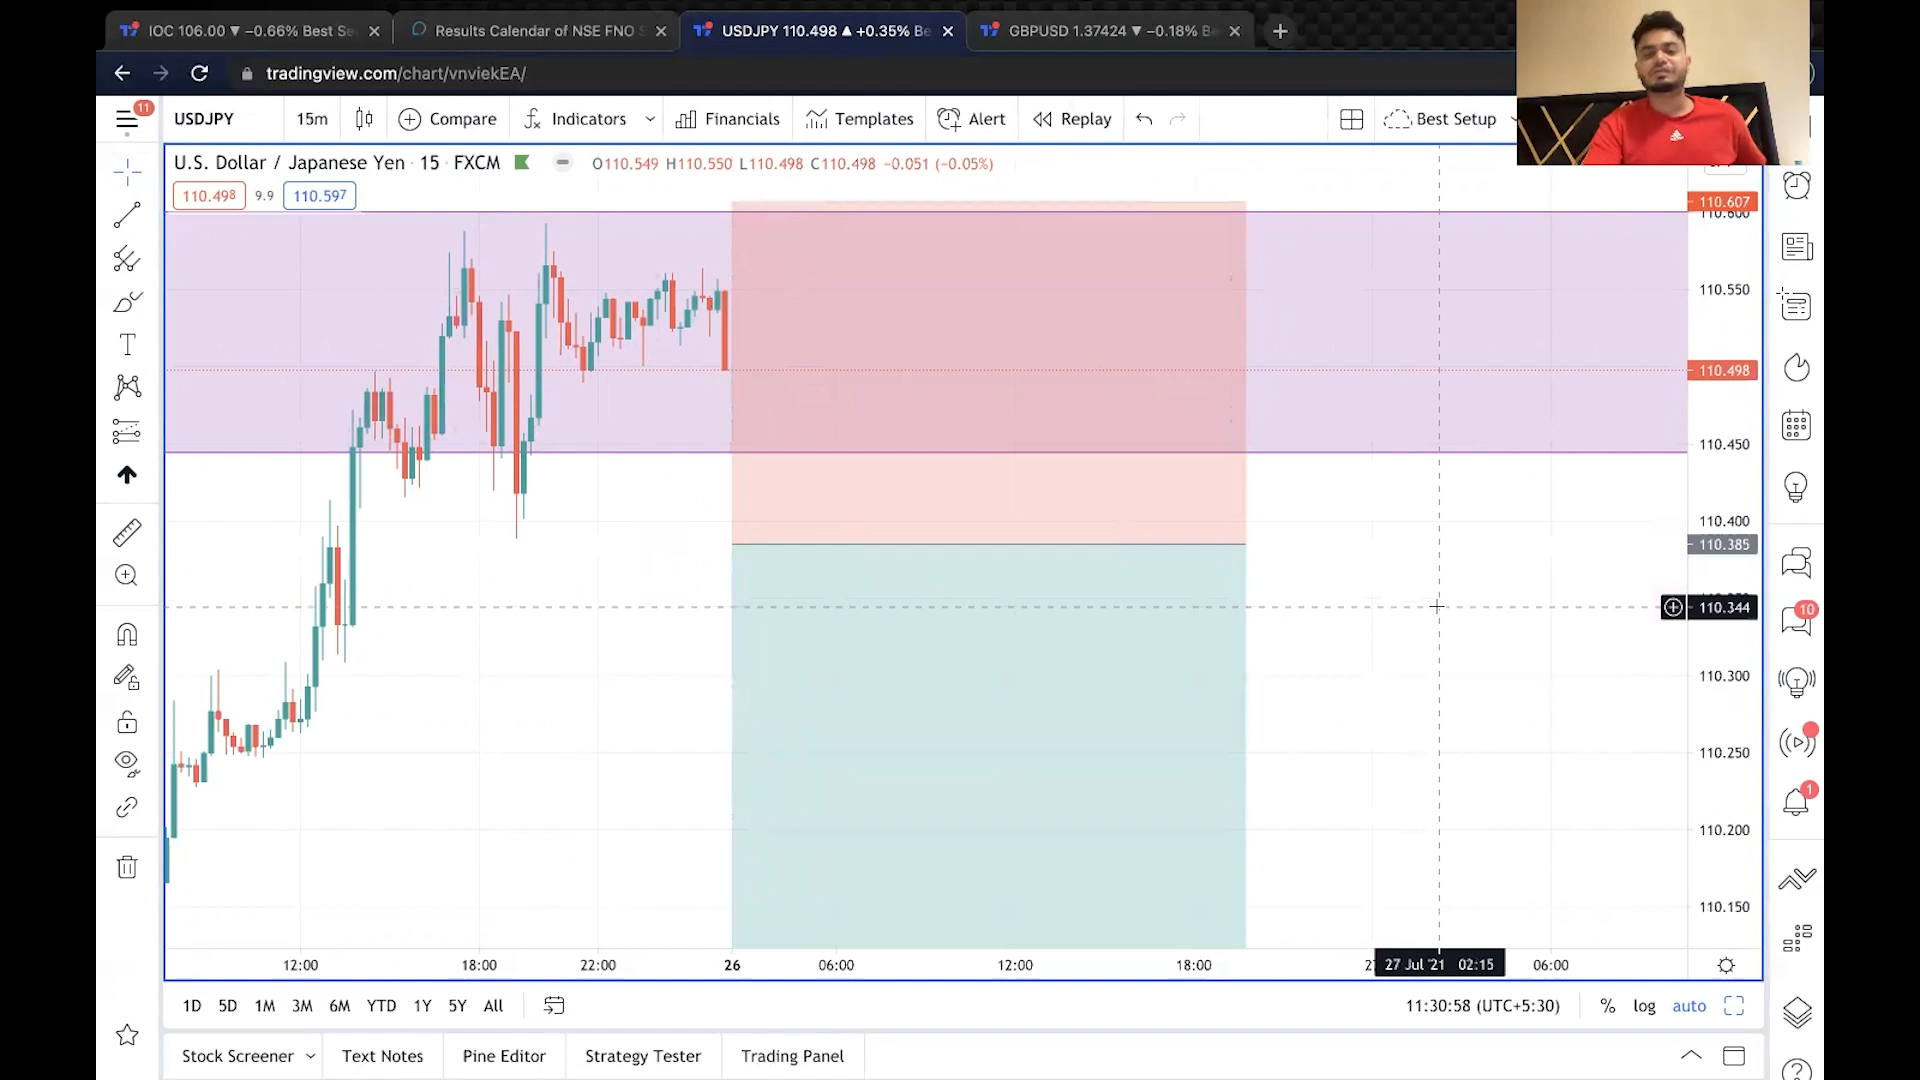 IOC 106.00 ▼ −0.66% Best Se
Results Calendar of NSE FNO S
USDJPY 110.498 ▲ +0.35% Be
GBPUSD 1.37424 ▼ −0.18% B
tradingview.com/chart/vnviekEA/
11
USDJPY 15m Compare Indicators Financials Templates Alert Replay Best Setup
U.S. Dollar / Japanese Yen · 15 · FXCM O110.549 H110.550 L110.498 C110.498 −0.051 (−0.05%)
110.498 9.9 110.597
110.607
110.600
110.550
110.498
110.450
110.400
110.385
110.344
110.300
110.250
110.200
110.150
10
1
12:00 18:00 22:00 26 06:00 12:00 18:00 27 Jul '21 02:15 06:00
1D 5D 1M 3M 6M YTD 1Y 5Y All 11:30:58 (UTC+5:30) % log auto
Stock Screener Text Notes Pine Editor Strategy Tester Trading Panel